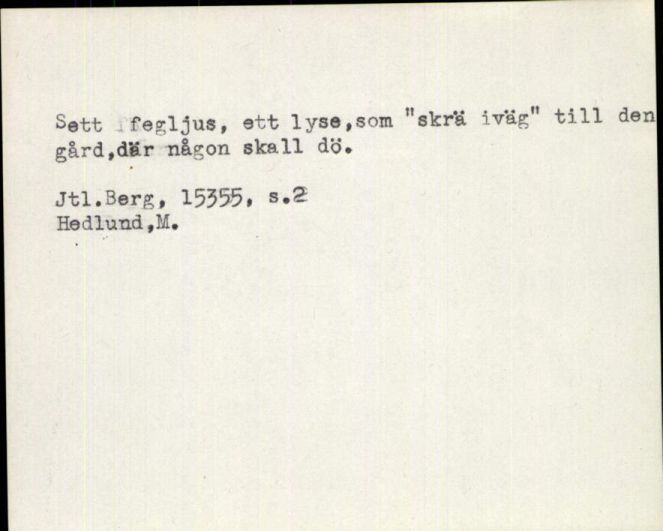 Sett fegljus, ett lyse,som "skrä iväg" till den
gård,där någon skall dö.
Jtl.Berg, 15355, s.2
Hedlund,M.